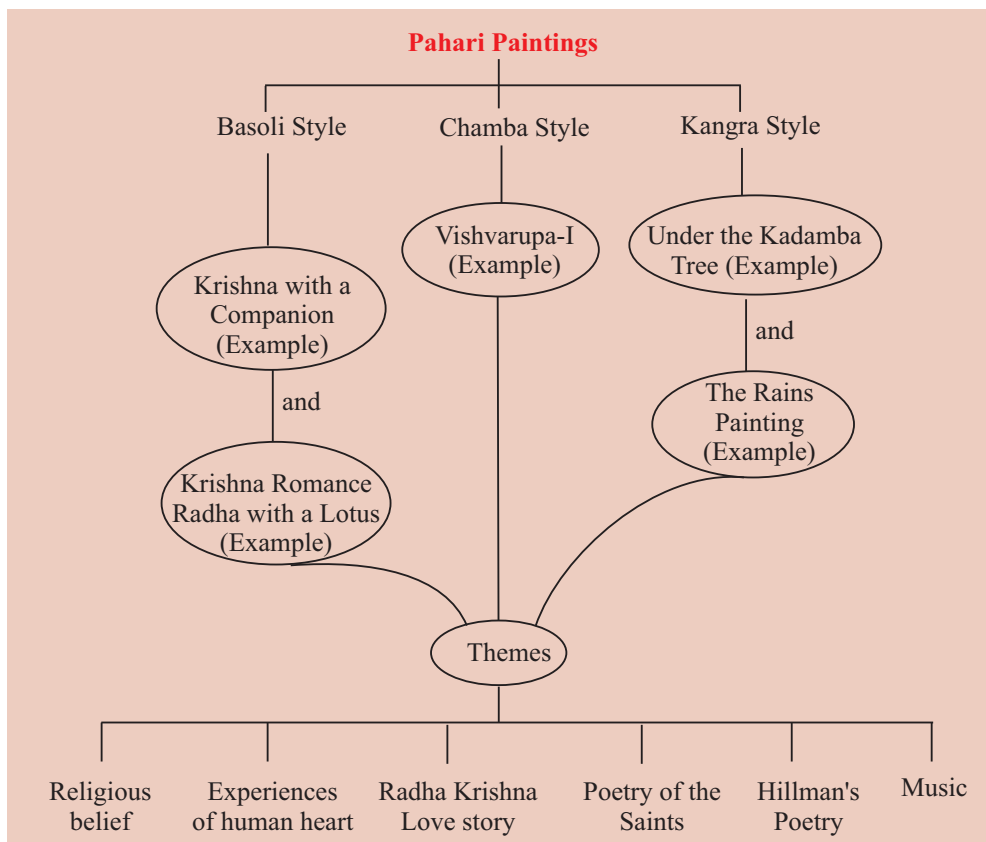 Pahari Paintings
Basoli Style
Chamba Style
Kangra Style
Krishna with a
Companion
(Example)
and
Krishna Romance
Radha with a Lotus
(Example)
Vishvarupa-I
(Example)
Under the Kadamba
Tree (Example)
and
The Rains
Painting
(Example)
Themes
Religious
belief
Experiences
of human heart
Radha Krishna
Love story
Poetry of the
Saints
Hillman's
Poetry
Music